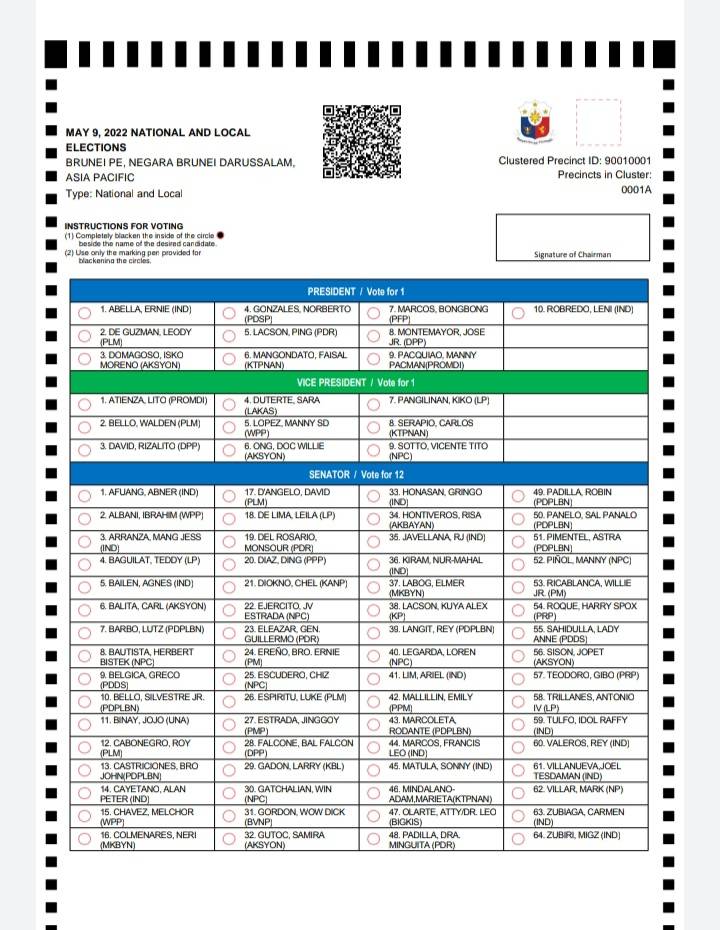 MAY 9, 2022 NATIONAL AND LOCAL
ELECTIONS
BRUNEI PE, NEGARA BRUNEI DARUSSALAM,
ASIA PACIFIC
Type: National and Local
Clustered Precinct ID: 90010001
Precincts in Cluster:
0001A
INSTRUCTIONS FOR VOTING
(1) Completely blacken the inside of the circle
beside the name of the desired candidate.
(2) Use only the marking pen provided for
blackening the circles.
Signature of Chairman
PRESIDENT / Vote for 1
1. ABELLA, ERNIE (IND)
2. DE GUZMAN, LEODY
(PLM)
3. DOMAGOSO, ISKO
MORENO (AKSYON)
4. GONZALES, NORBERTO
(PDSP)
5. LACSON, PING (PDR)
6. MANGONDATO, FAISAL
(KTPNAN)
7. MARCOS, BONGBONG
(PFP)
8. MONTEMAYOR, JOSE
JR. (DPP)
9. PACQUIAO, MANNY
PACMAN(PROMDI)
10. ROBREDO, LENI (IND)
VICE PRESIDENT / Vote for 1
1. ATIENZA, LITO (PROMDI)
2. BELLO, WALDEN (PLM)
3. DAVID, RIZALITO (DPP)
4. DUTERTE, SARA
(LAKAS)
5. LOPEZ, MANNY SD
(WPP)
6. ONG, DOC WILLIE
(AKSYON)
7. PANGILINAN, KIKO (LP)
8. SERAPIO, CARLOS
(KTPNAN)
9. SOTTO, VICENTE TITO
(NPC)
SENATOR / Vote for 12
1. AFUANG, ABNER (IND)
2. ALBANI, IBRAHIM (WPP)
3. ARRANZA, MANG JESS
(IND)
4. BAGUILAT, TEDDY (LP)
5. BAILEN, AGNES (IND)
6. BALITA, CARL (AKSYON)
7. BARBO, LUTZ (PDPLBN)
8. BAUTISTA, HERBERT
BISTEK (NPC)
9. BELGICA, GRECO
(PDDS)
10. BELLO, SILVESTRE JR.
(PDPLBN)
11. BINAY, JOJO (UNA)
12. CABONEGRO, ROY
(PLM)
13. CASTRICIONES, BRO
JOHN(PDPLBN)
14. CAYETANO, ALAN
PETER (IND)
15. CHAVEZ, MELCHOR
(WPP)
16. COLMENARES, NERI
(MKBYN)
17. D'ANGELO, DAVID
(PLM)
18. DE LIMA, LEILA (LP)
19. DEL ROSARIO,
MONSOUR (PDR)
20. DIAZ, DING (PPP)
21. DIOKNO, CHEL (KANP)
22. EJERCITO, JV
ESTRADA (NPC)
23. ELEAZAR, GEN.
GUILLERMO (PDR)
24. EREÑO, BRO. ERNIE
(PM)
25. ESCUDERO, CHIZ
(NPC)
26. ESPIRITU, LUKE (PLM)
27. ESTRADA, JINGGOY
(PMP)
28. FALCONE, BAL FALCON
(DPP)
29. GADON, LARRY (KBL)
30. GATCHALIAN, WIN
(NPC)
31. GORDON, WOW DICK
(BVNP)
32. GUTOC, SAMIRA
(AKSYON)
33. HONASAN, GRINGO
(IND)
34. HONTIVEROS, RISA
(AKBAYAN)
35. JAVELLANA, RJ (IND)
36. KIRAM, NUR-MAHAL
(IND)
37. LABOG, ELMER
(MKBYN)
38. LACSON, KUYA ALEX
(KP)
39. LANGIT, REY (PDPLBN)
40. LEGARDA, LOREN
(NPC)
41. LIM, ARIEL (IND)
42. MALLILLIN, EMILY
(PPM)
43. MARCOLETA,
RODANTE (PDPLBN)
44. MARCOS, FRANCIS
LEO (IND)
45. MATULA, SONNY (IND)
46. MINDALANO-
ADAM,MARIETA(KTPNAN)
47. OLARTE, ATTY/DR. LEO
(BIGKIS)
48. PADILLA, DRA.
MINGUITA (PDR)
49. PADILLA, ROBIN
(PDPLBN)
50. PANELO, SAL PANALO
(PDPLBN)
51. PIMENTEL, ASTRA
(PDPLBN)
52. PIÑOL, MANNY (NPC)
53. RICABLANCA, WILLIE
JR. (PM)
54. ROQUE, HARRY SPOX
(PRP)
55. SAHIDULLA, LADY
ANNE (PDDS)
56. SISON, JOPET
(AKSYON)
57. TEODORO, GIBO (PRP)
58. TRILLANES, ANTONIO
IV (LP)
59. TULFO, IDOL RAFFY
(IND)
60. VALEROS, REY (IND)
61. VILLANUEVA,JOEL
TESDAMAN (IND)
62. VILLAR, MARK (NP)
63. ZUBIAGA, CARMEN
(IND)
64. ZUBIRI, MIGZ (IND)